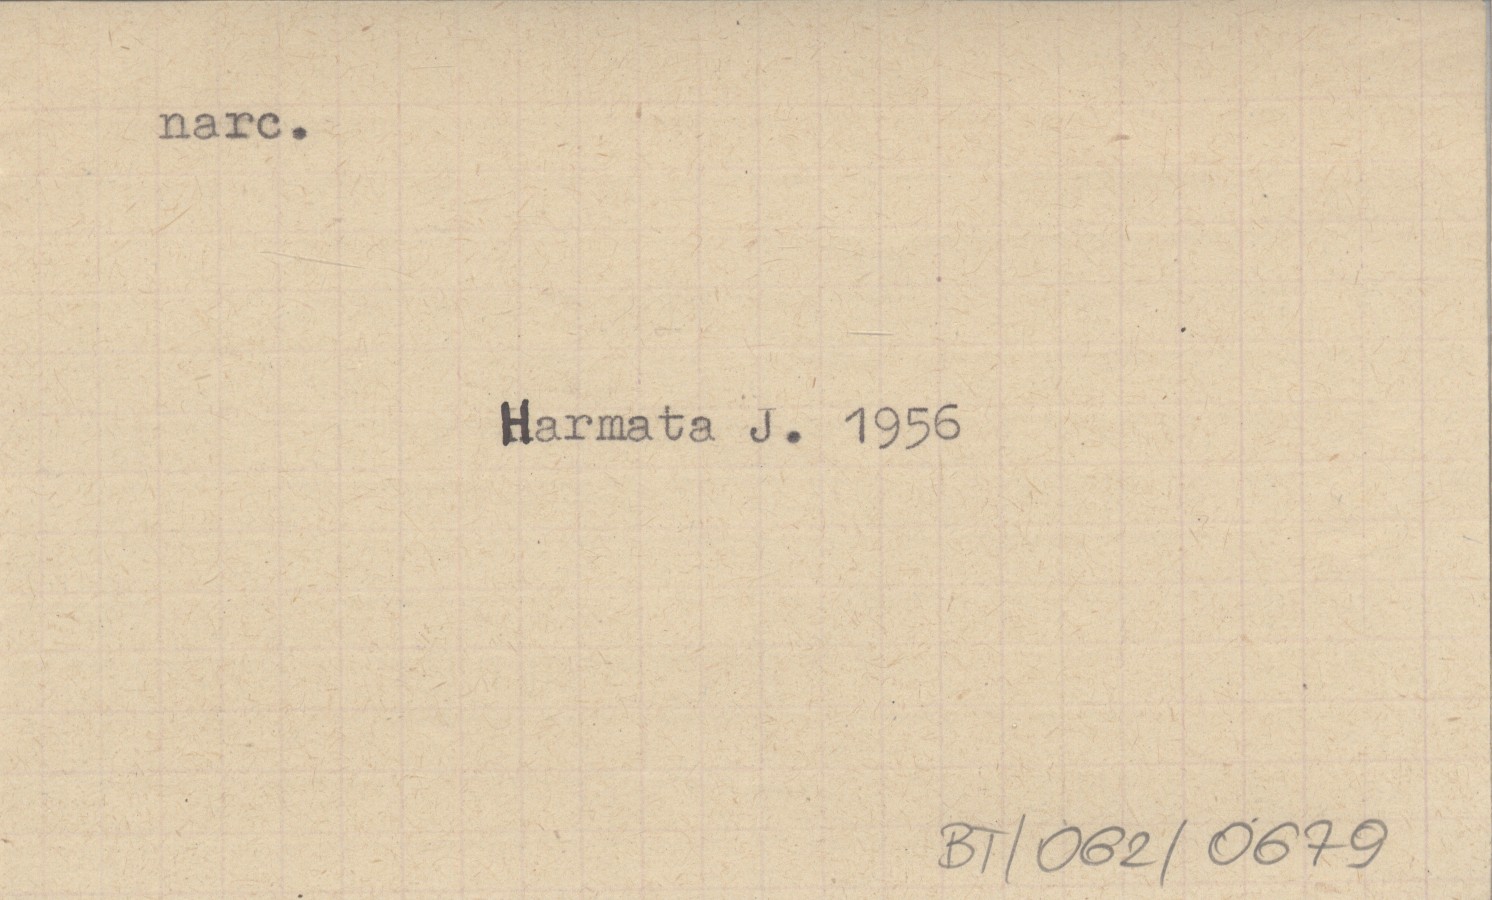 narc.
Harmata J. 1956
BT/062/0679